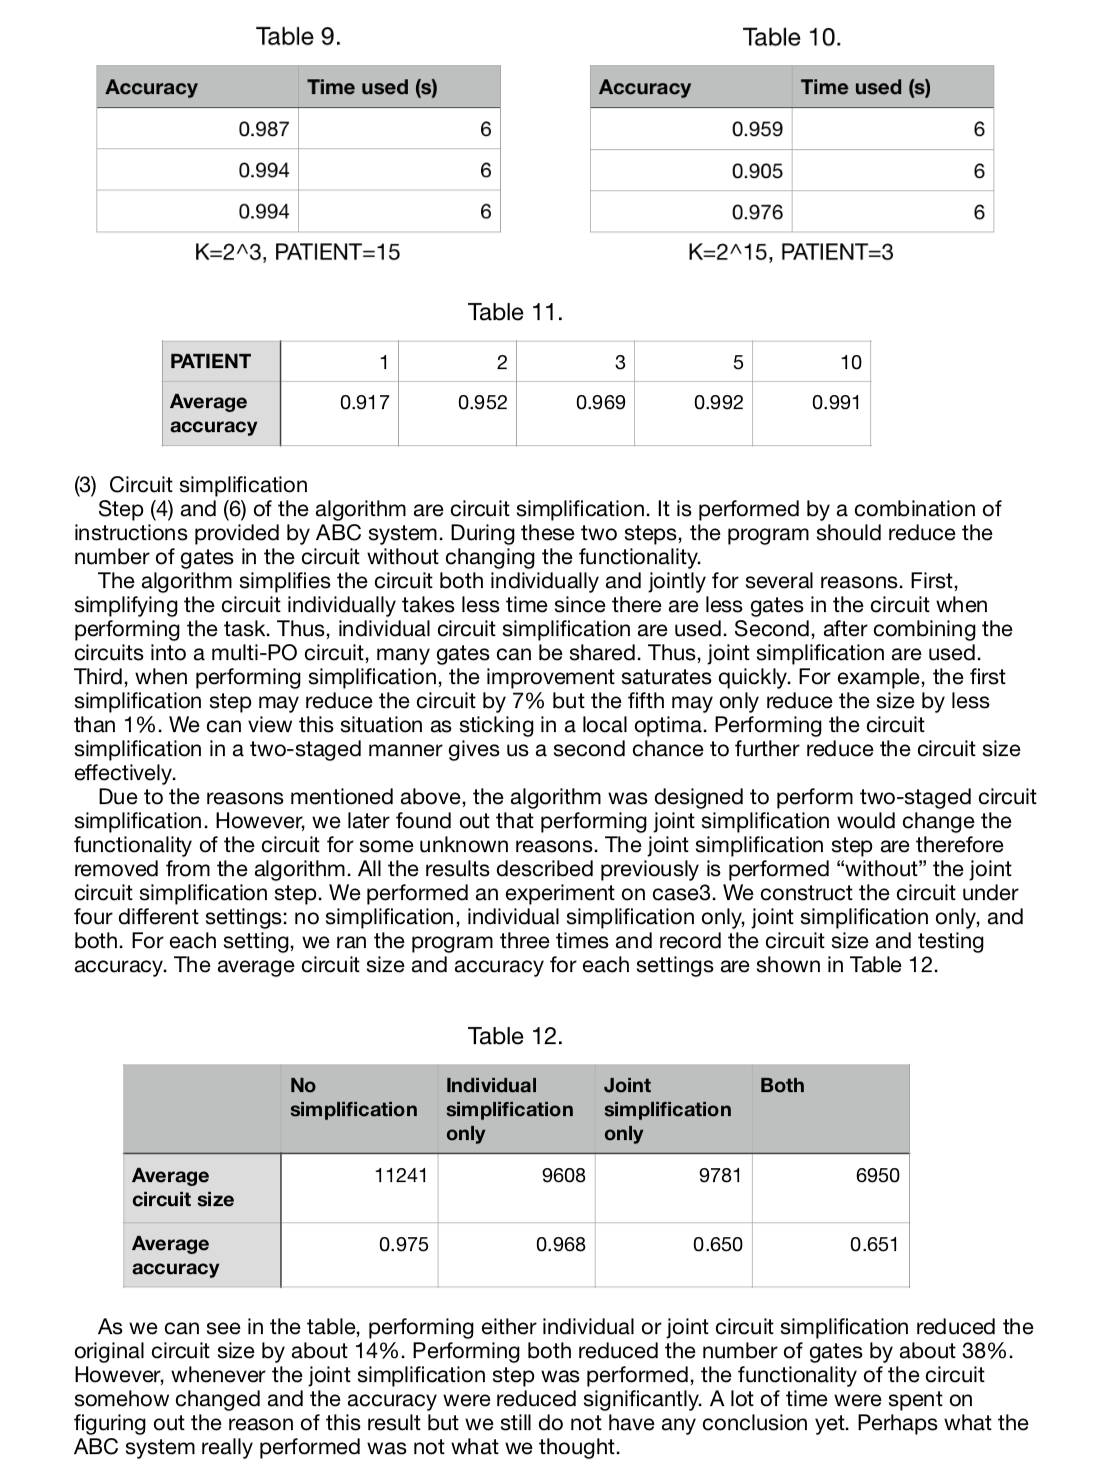 Table 9.
Accuracy Time used (s)
0.987 6
0.994 6
0.994 6
K=2^3, PATIENT=15
Table 10.
Accuracy Time used (s)
0.959 6
0.905 6
0.976 6
K=2^15, PATIENT=3
Table 11.
PATIENT 1 2 3 5 10
Average accuracy 0.917 0.952 0.969 0.992 0.991
(3) Circuit simplification
Step (4) and (6) of the algorithm are circuit simplification. It is performed by a combination of
instructions provided by ABC system. During these two steps, the program should reduce the
number of gates in the circuit without changing the functionality.
The algorithm simplifies the circuit both individually and jointly for several reasons. First,
simplifying the circuit individually takes less time since there are less gates in the circuit when
performing the task. Thus, individual circuit simplification are used. Second, after combining the
circuits into a multi-PO circuit, many gates can be shared. Thus, joint simplification are used.
Third, when performing simplification, the improvement saturates quickly. For example, the first
simplification step may reduce the circuit by 7% but the fifth may only reduce the size by less
than 1%. We can view this situation as sticking in a local optima. Performing the circuit
simplification in a two-staged manner gives us a second chance to further reduce the circuit size
effectively.
Due to the reasons mentioned above, the algorithm was designed to perform two-staged circuit
simplification. However, we later found out that performing joint simplification would change the
functionality of the circuit for some unknown reasons. The joint simplification step are therefore
removed from the algorithm. All the results described previously is performed “without” the joint
circuit simplification step. We performed an experiment on case3. We construct the circuit under
four different settings: no simplification, individual simplification only, joint simplification only, and
both. For each setting, we ran the program three times and record the circuit size and testing
accuracy. The average circuit size and accuracy for each settings are shown in Table 12.
Table 12.
No simplification Individual simplification only Joint simplification only Both
Average circuit size 11241 9608 9781 6950
Average accuracy 0.975 0.968 0.650 0.651
As we can see in the table, performing either individual or joint circuit simplification reduced the
original circuit size by about 14%. Performing both reduced the number of gates by about 38%.
However, whenever the joint simplification step was performed, the functionality of the circuit
somehow changed and the accuracy were reduced significantly. A lot of time were spent on
figuring out the reason of this result but we still do not have any conclusion yet. Perhaps what the
ABC system really performed was not what we thought.